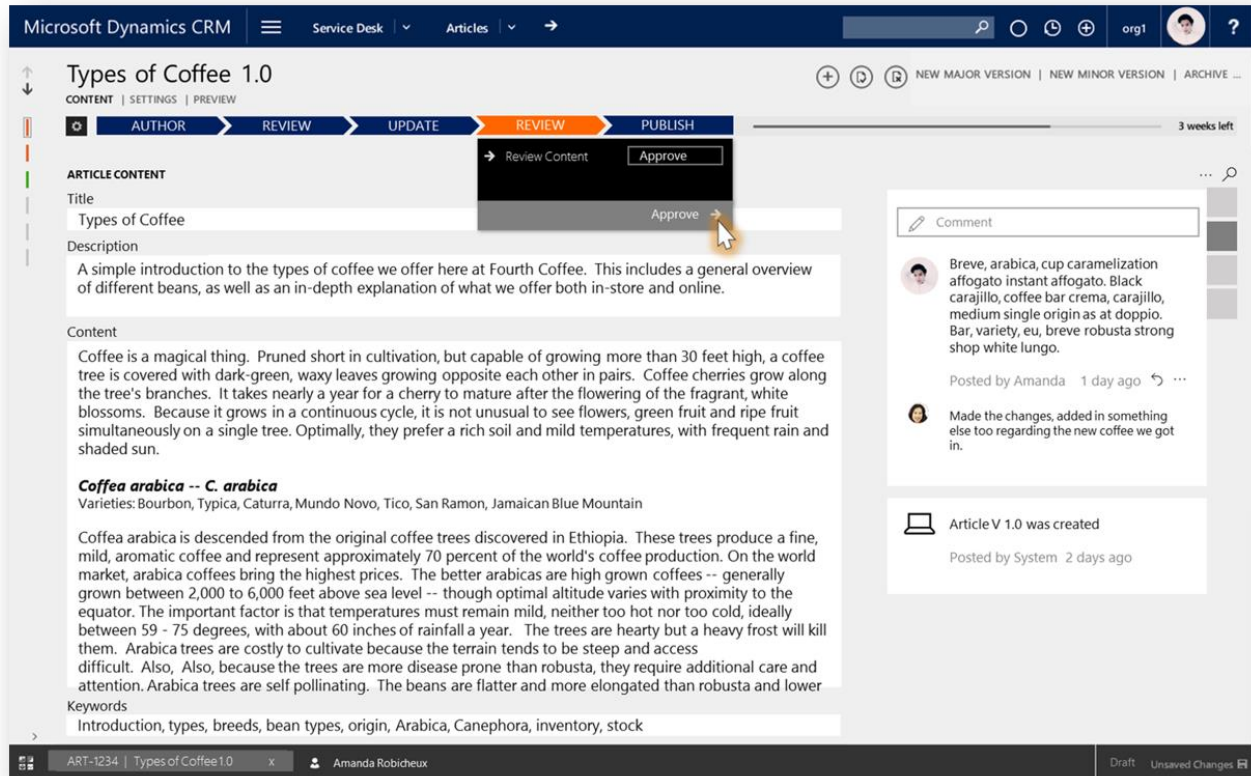 Microsoft Dynamics CRM Service Desk Articles org1 ?
Types of Coffee 1.0
NEW MAJOR VERSION | NEW MINOR VERSION | ARCHIVE ...
CONTENT | SETTINGS | PREVIEW
AUTHOR REVIEW UPDATE REVIEW PUBLISH 3 weeks left
Review Content Approve
Approve
ARTICLE CONTENT
Title
Types of Coffee
Description
A simple introduction to the types of coffee we offer here at Fourth Coffee. This includes a general overview
of different beans, as well as an in-depth explanation of what we offer both in-store and online.
Content
Coffee is a magical thing. Pruned short in cultivation, but capable of growing more than 30 feet high, a coffee
tree is covered with dark-green, waxy leaves growing opposite each other in pairs. Coffee cherries grow along
the tree's branches. It takes nearly a year for a cherry to mature after the flowering of the fragrant, white
blossoms. Because it grows in a continuous cycle, it is not unusual to see flowers, green fruit and ripe fruit
simultaneously on a single tree. Optimally, they prefer a rich soil and mild temperatures, with frequent rain and
shaded sun.
Coffea arabica -- C. arabica
Varieties: Bourbon, Typica, Caturra, Mundo Novo, Tico, San Ramon, Jamaican Blue Mountain
Coffea arabica is descended from the original coffee trees discovered in Ethiopia. These trees produce a fine,
mild, aromatic coffee and represent approximately 70 percent of the world's coffee production. On the world
market, arabica coffees bring the highest prices. The better arabicas are high grown coffees -- generally
grown between 2,000 to 6,000 feet above sea level -- though optimal altitude varies with proximity to the
equator. The important factor is that temperatures must remain mild, neither too hot nor too cold, ideally
between 59 - 75 degrees, with about 60 inches of rainfall a year. The trees are hearty but a heavy frost will kill
them. Arabica trees are costly to cultivate because the terrain tends to be steep and access
difficult. Also, Also, because the trees are more disease prone than robusta, they require additional care and
attention. Arabica trees are self pollinating. The beans are flatter and more elongated than robusta and lower
Keywords
Introduction, types, breeds, bean types, origin, Arabica, Canephora, inventory, stock
...
Comment
Breve, arabica, cup caramelization
affogato instant affogato. Black
carajillo, coffee bar crema, carajillo,
medium single origin as at doppio.
Bar, variety, eu, breve robusta strong
shop white lungo.
Posted by Amanda 1 day ago ...
Made the changes, added in something
else too regarding the new coffee we got
in.
Article V 1.0 was created
Posted by System 2 days ago
ART-1234 | Types of Coffee1.0 x Amanda Robicheux Draft Unsaved Changes